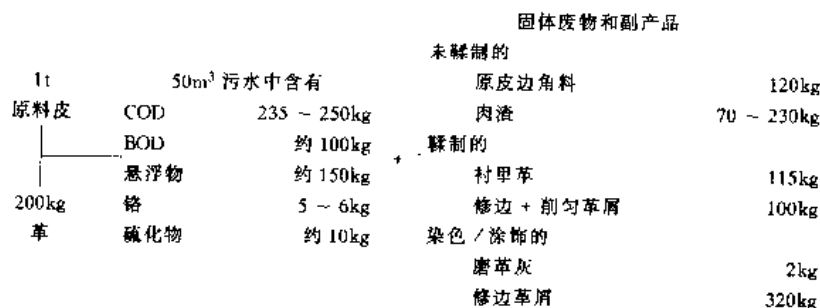 固体废物和副产品
未鞣制的
1t 50m³ 污水中含有 原皮边角料 120kg
原料皮 COD 235 ~ 250kg 肉渣 70 ~ 230kg
BOD 约 100kg + 鞣制的
悬浮物 约 150kg 衬里革 115kg
200kg 铬 5 ~ 6kg 修边 + 削匀革屑 100kg
革 硫化物 约 10kg 染色 / 涂饰的
磨革灰 2kg
修边革屑 320kg